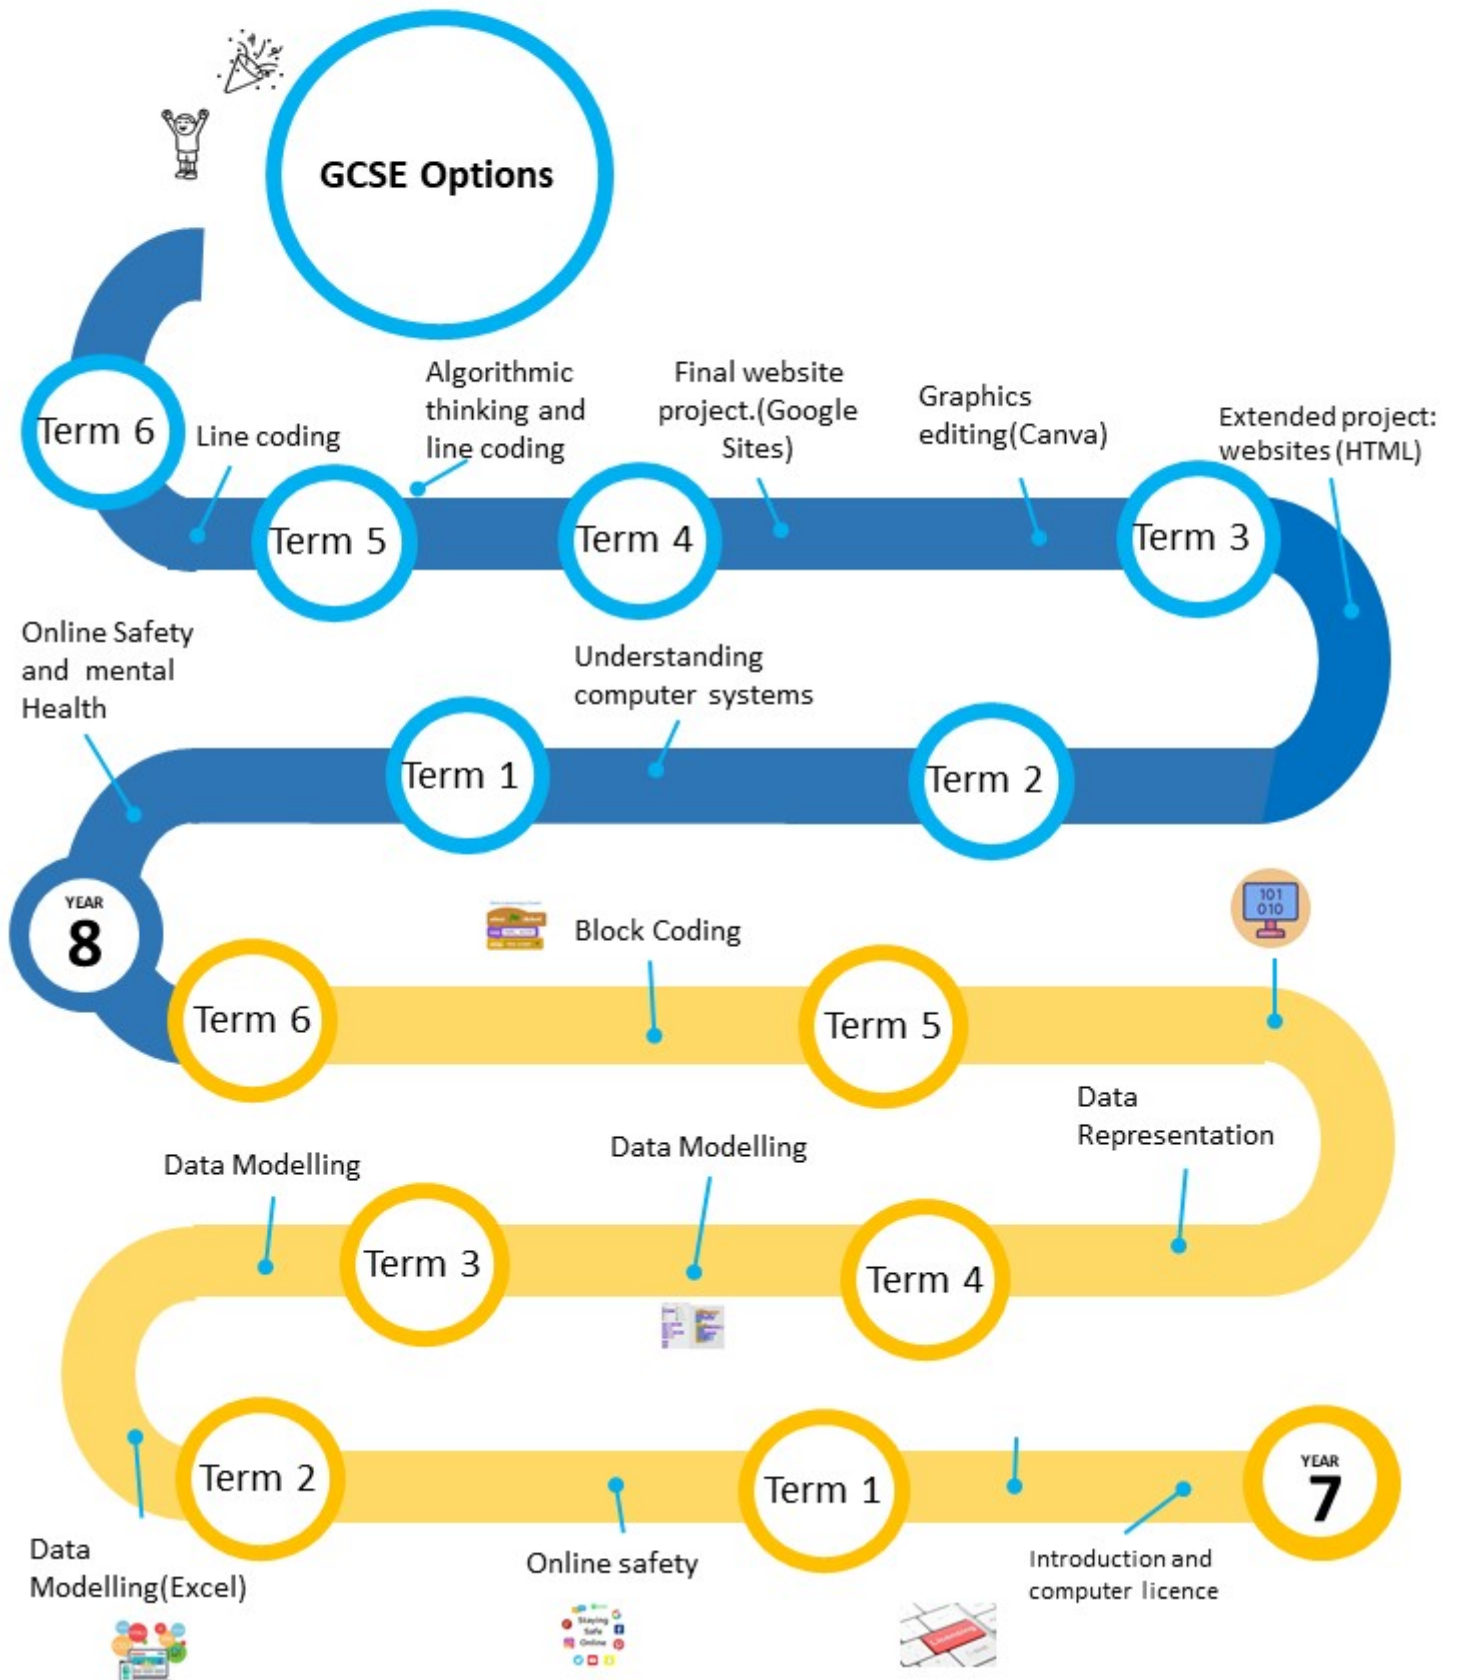 GCSE Options
Algorithmic
thinking and
line coding
Final website
project.(Google
Sites)
Graphics
editing(Canva)
Extended project:
websites (HTML)
Term 6
Line coding
Term 5
Term 4
Term 3
Online Safety
and mental
Health
Understanding
computer systems
Term 1
Term 2
YEAR
8
Block Coding
101
010
Term 6
Term 5
Data
Representation
Data Modelling
Data Modelling
Term 3
Term 4
Term 2
Term 1
YEAR
7
Data
Modelling(Excel)
Online safety
Introduction and
computer licence
Staying
Safe
Online
Licensing